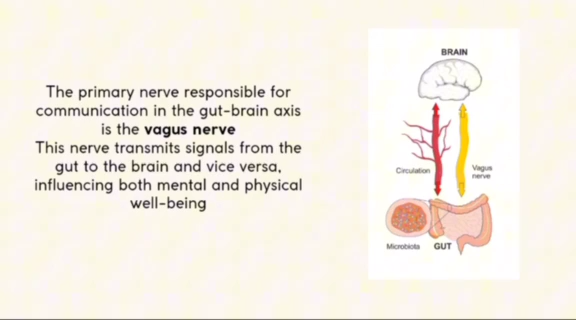 The primary nerve responsible for
communication in the gut-brain axis
is the vagus nerve
This nerve transmits signals from the
gut to the brain and vice versa,
influencing both mental and physical
well-being
BRAIN
Circulation
Vagus
nerve
Microbiota
GUT